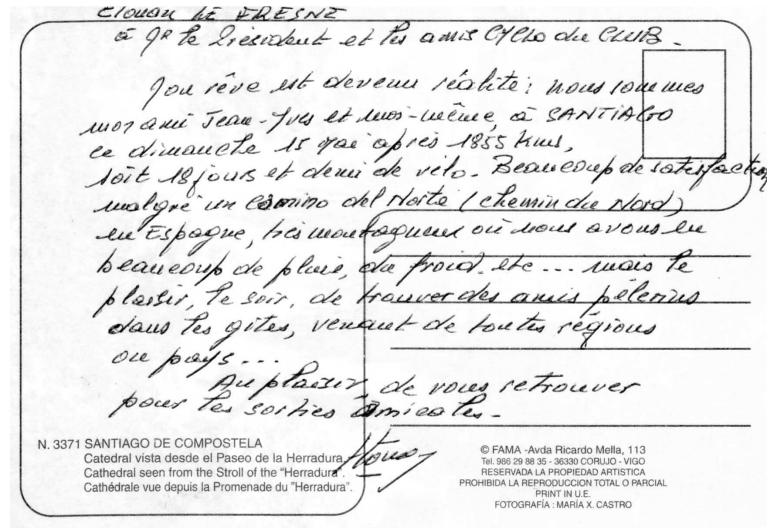 Elouan LE FRESNE
à Mr le Président et les amis Cyclo du CLUB.
Mon rêve est devenu réalité : nous sommes
mon ami Jean-Yves et moi-même, à SANTIAGO
ce dimanche 15 Mai après 1855 Kms,
soit 18 jours et demi de vélo. Beaucoup de satisfaction
malgré un Camino del Norte (chemin du Nord)
en Espagne, très montagneux où nous avons eu
beaucoup de pluie, du froid, etc... mais le
plaisir, le soir, de trouver des amis pélerins
dans les gîtes, venant de toutes régions
ou pays...
Au plaisir, de vous retrouver
pour les sorties amicales.
N. 3371 SANTIAGO DE COMPOSTELA
Catedral vista desde el Paseo de la Herradura.
Cathedral seen from the Stroll of the "Herradura".
Cathédrale vue depuis la Promenade du "Herradura".
© FAMA -Avda Ricardo Mella, 113
Tel. 986 29 88 35 - 36330 CORUJO - VIGO
RESERVADA LA PROPIEDAD ARTISTICA
PROHIBIDA LA REPRODUCCION TOTAL O PARCIAL
PRINT IN U.E.
FOTOGRAFÍA : MARÍA X. CASTRO